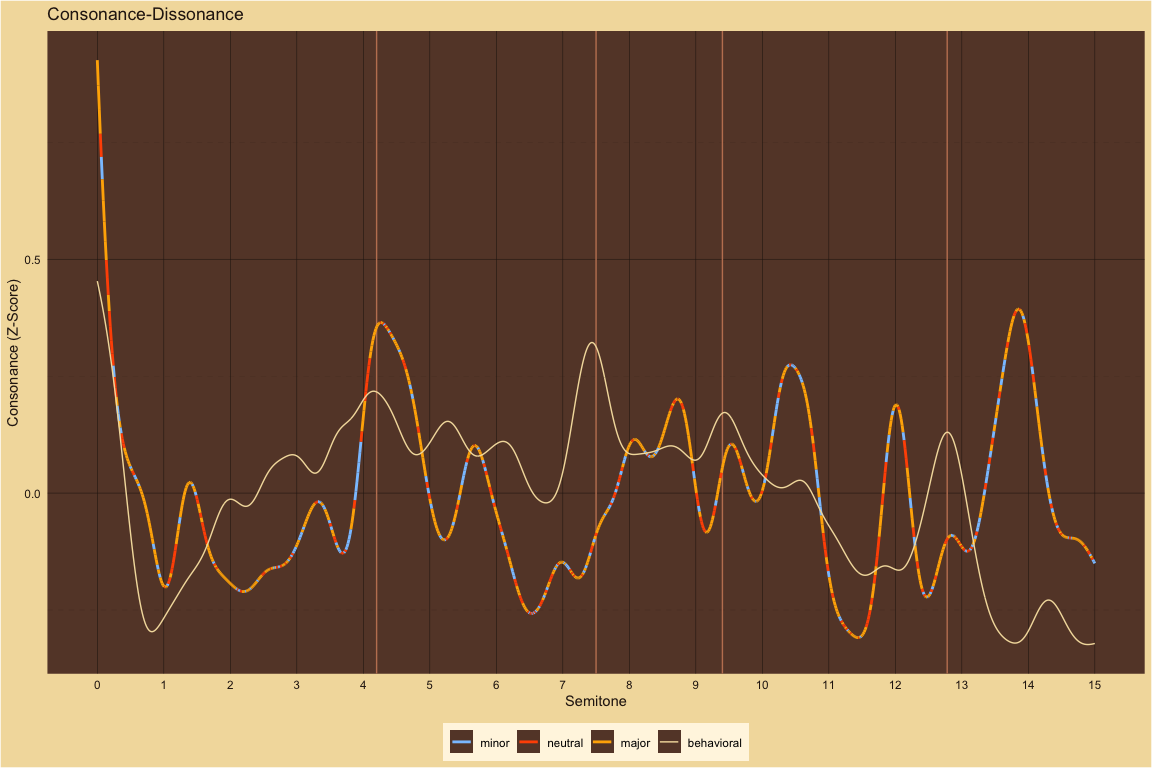 Consonance-Dissonance
Consonance (Z-Score)
0.5
0.0
0 1 2 3 4 5 6 7 8 9 10 11 12 13 14 15
Semitone
minor neutral major behavioral